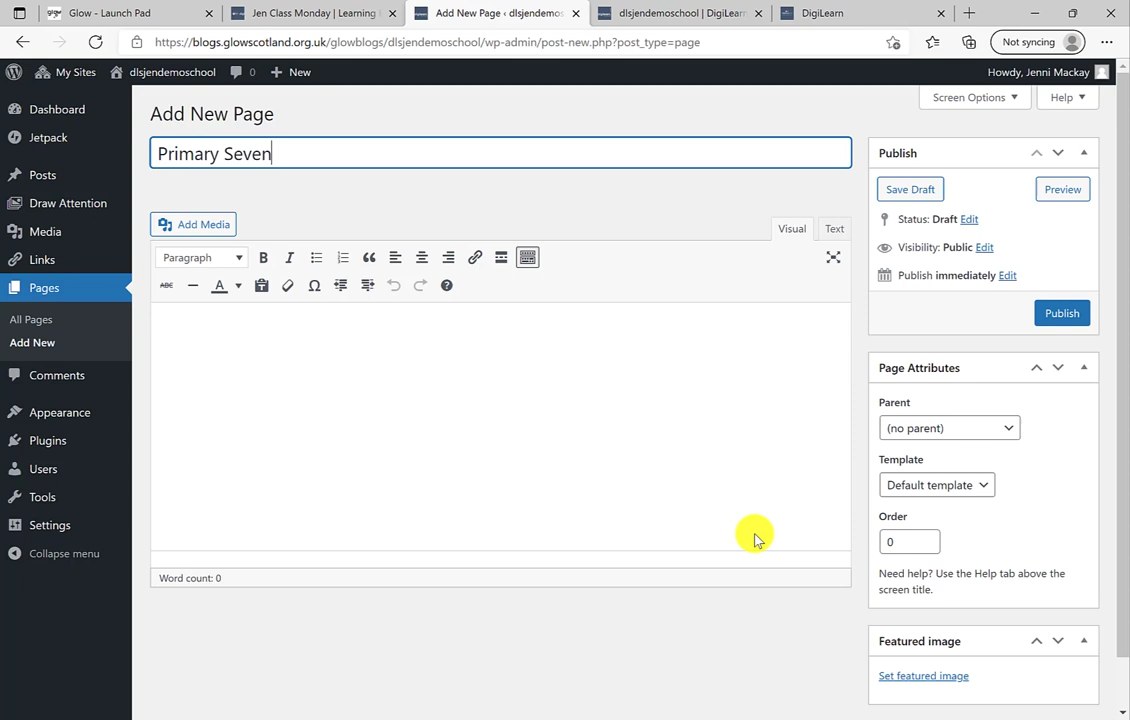 Glow - Launch Pad
Jen Class Monday | Learning
Add New Page ‹ dlsjendemos
dlsjendemoschool | DigiLearn
DigiLearn
https://blogs.glowscotland.org.uk/glowblogs/dlsjendemoschool/wp-admin/post-new.php?post_type=page
Not syncing
My Sites
dlsjendemoschool
0
New
Howdy, Jenni Mackay
Dashboard
Jetpack
Posts
Draw Attention
Media
Links
Pages
All Pages
Add New
Comments
Appearance
Plugins
Users
Tools
Settings
Collapse menu
Screen Options
Help
Add New Page
Primary Seven
Add Media
Visual
Text
Paragraph
B
I
ABC
A
Word count: 0
Publish
Save Draft
Preview
Status: Draft Edit
Visibility: Public Edit
Publish immediately Edit
Publish
Page Attributes
Parent
(no parent)
Template
Default template
Order
0
Need help? Use the Help tab above the
screen title.
Featured image
Set featured image